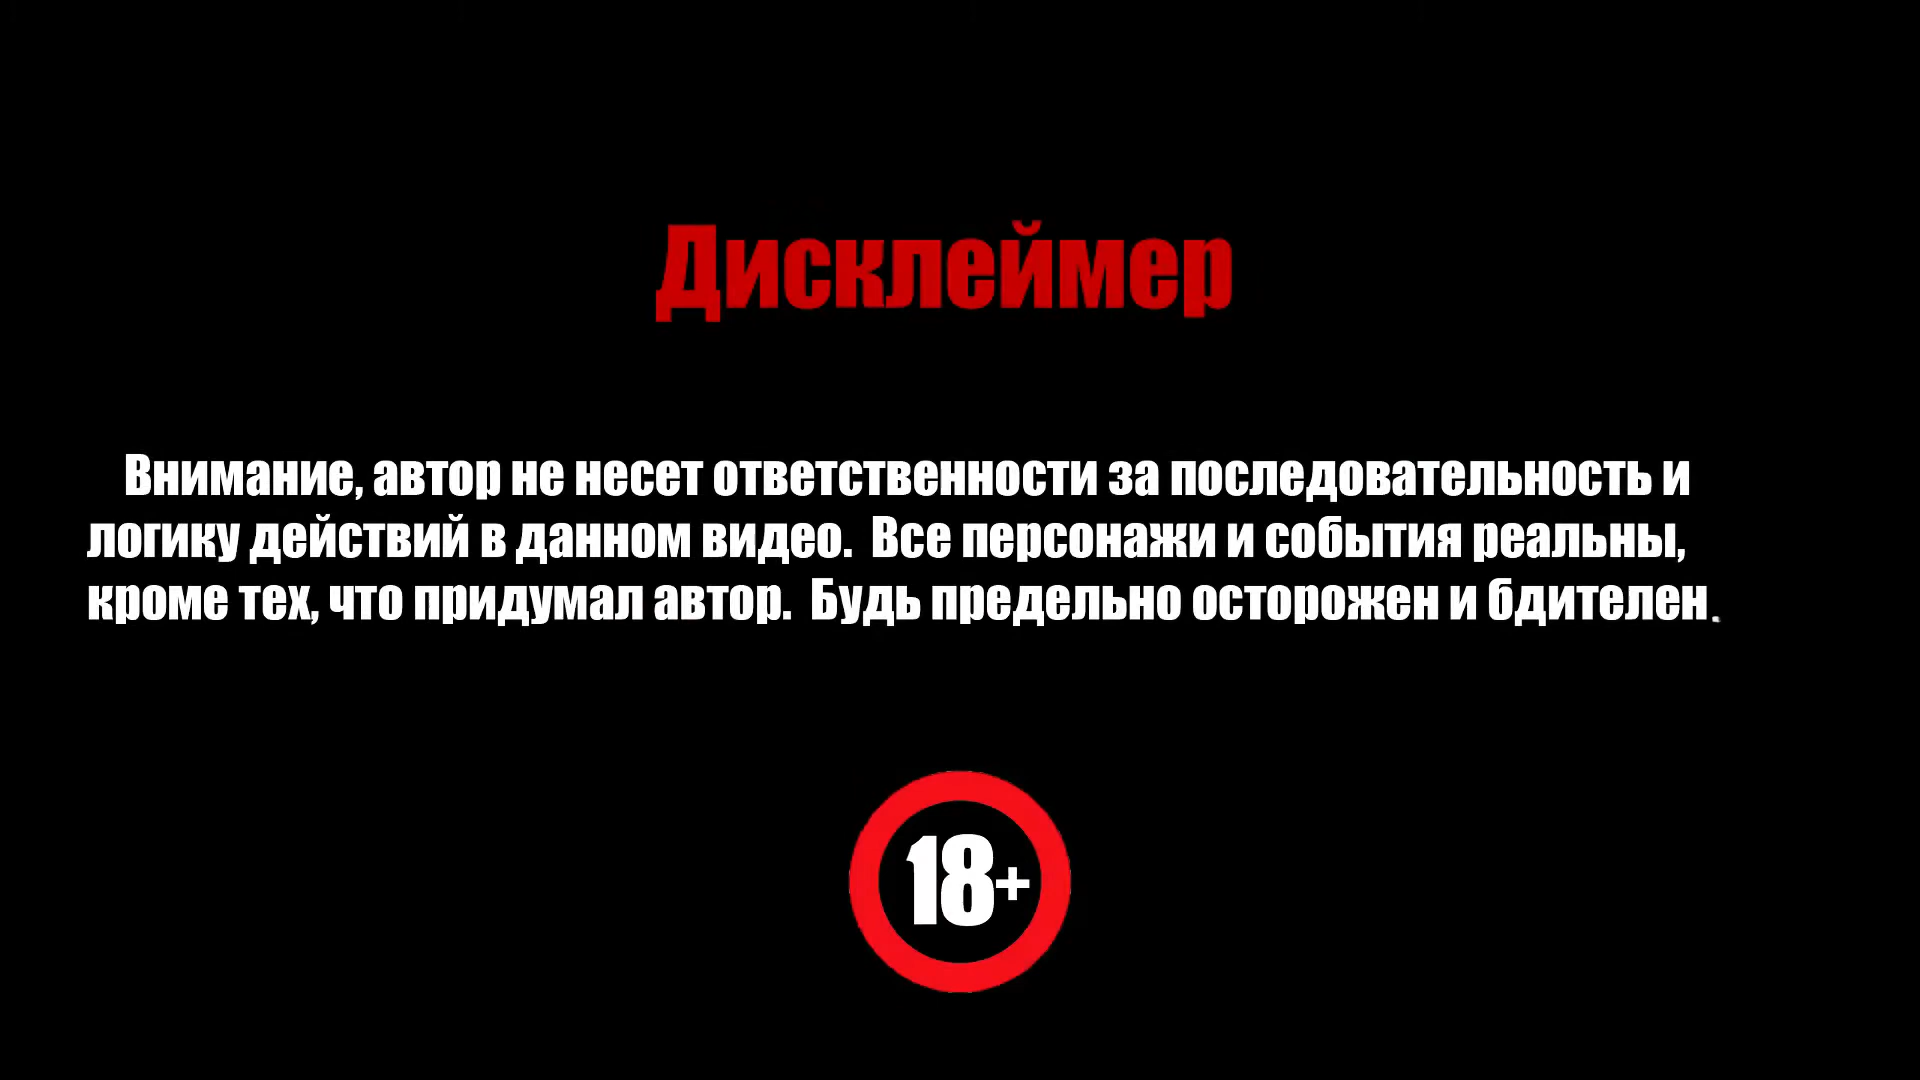 Дисклеймер
Внимание, автор не несет ответственности за последовательность и
логику действий в данном видео. Все персонажи и события реальны,
кроме тех, что придумал автор. Будь предельно осторожен и бдителен.
18+